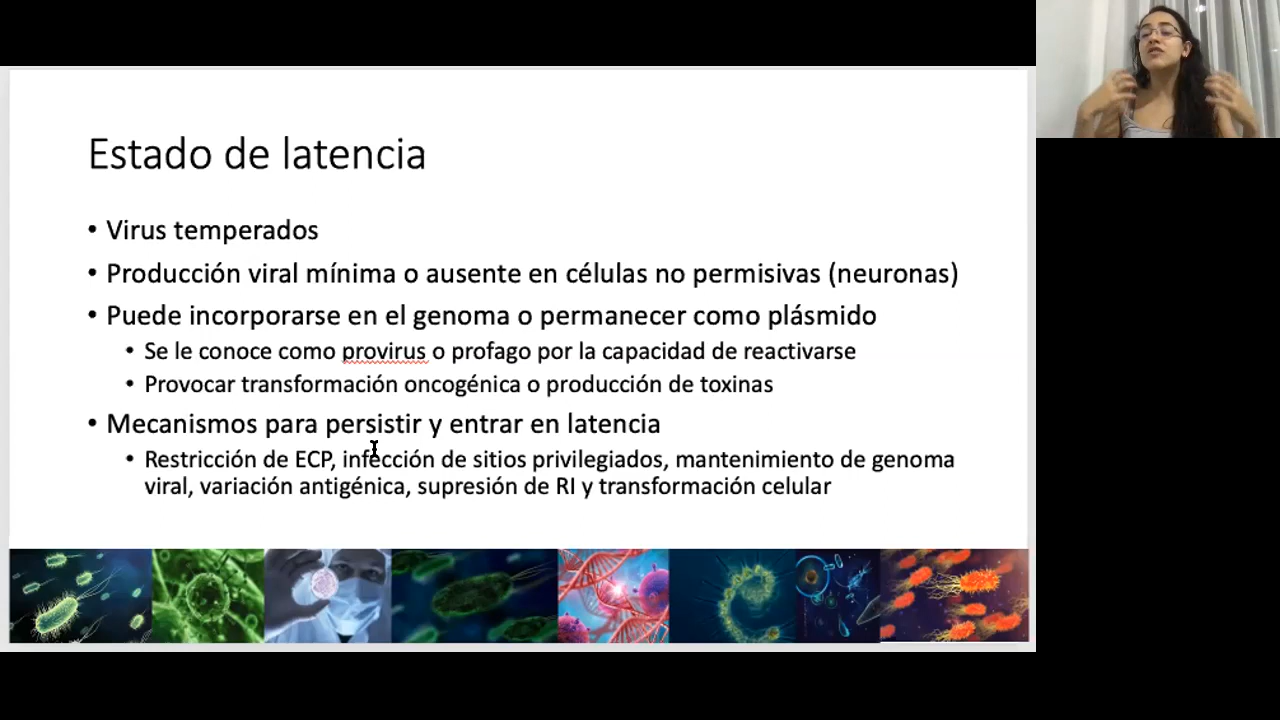 Estado de latencia
• Virus temperados
• Producción viral mínima o ausente en células no permisivas (neuronas)
• Puede incorporarse en el genoma o permanecer como plásmido
• Se le conoce como provirus o profago por la capacidad de reactivarse
• Provocar transformación oncogénica o producción de toxinas
• Mecanismos para persistir y entrar en latencia
• Restricción de ECP, infección de sitios privilegiados, mantenimiento de genoma
viral, variación antigénica, supresión de RI y transformación celular